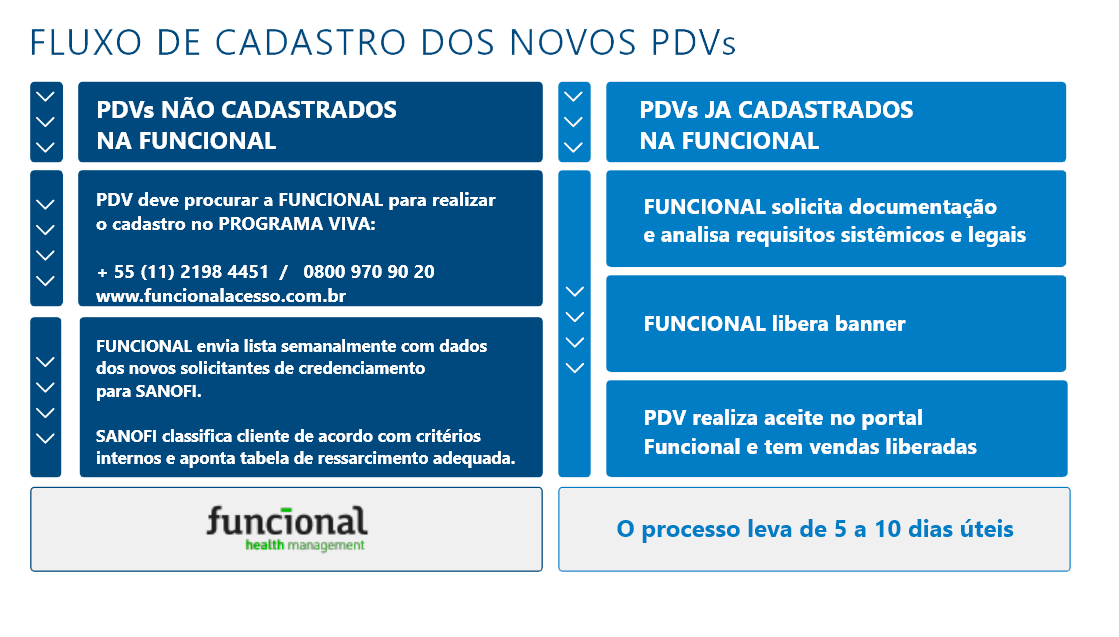 FLUXO DE CADASTRO DOS NOVOS PDVs
PDVs NÃO CADASTRADOS
NA FUNCIONAL
PDV deve procurar a FUNCIONAL para realizar
o cadastro no PROGRAMA VIVA:
+ 55 (11) 2198 4451 / 0800 970 90 20
www.funcionalacesso.com.br
FUNCIONAL envia lista semanalmente com dados
dos novos solicitantes de credenciamento
para SANOFI.
SANOFI classifica cliente de acordo com critérios
internos e aponta tabela de ressarcimento adequada.
funcional
health management
PDVs JA CADASTRADOS
NA FUNCIONAL
FUNCIONAL solicita documentação
e analisa requisitos sistêmicos e legais
FUNCIONAL libera banner
PDV realiza aceite no portal
Funcional e tem vendas liberadas
O processo leva de 5 a 10 dias úteis